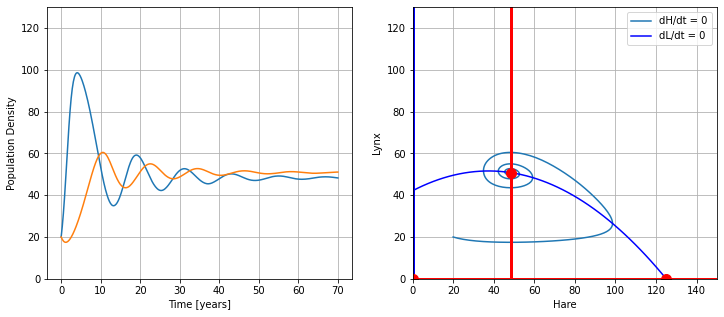 Population Density
120
100
80
60
40
20
0
0 10 20 30 40 50 60 70
Time [years]
Lynx
120
100
80
60
40
20
0
dH/dt = 0
dL/dt = 0
0 20 40 60 80 100 120 140
Hare